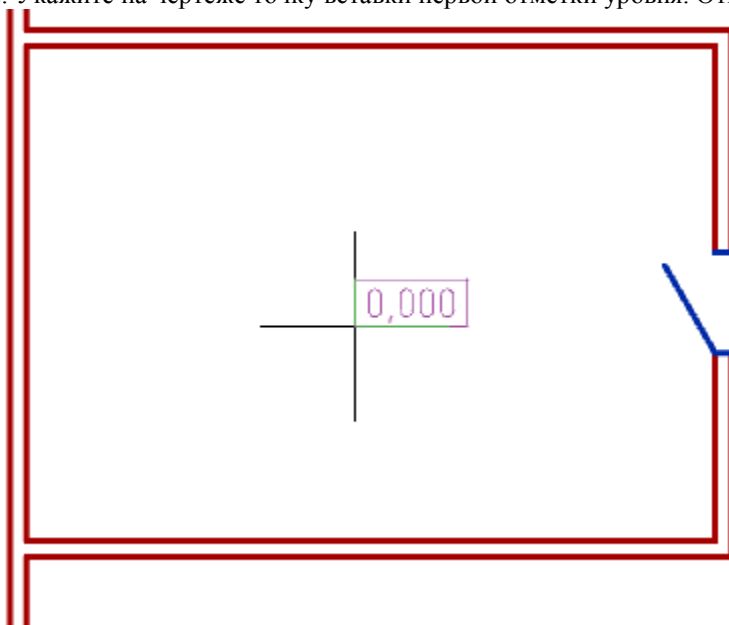 . Укажите на чертеже точку вставки первой отметки уровня.
0,000